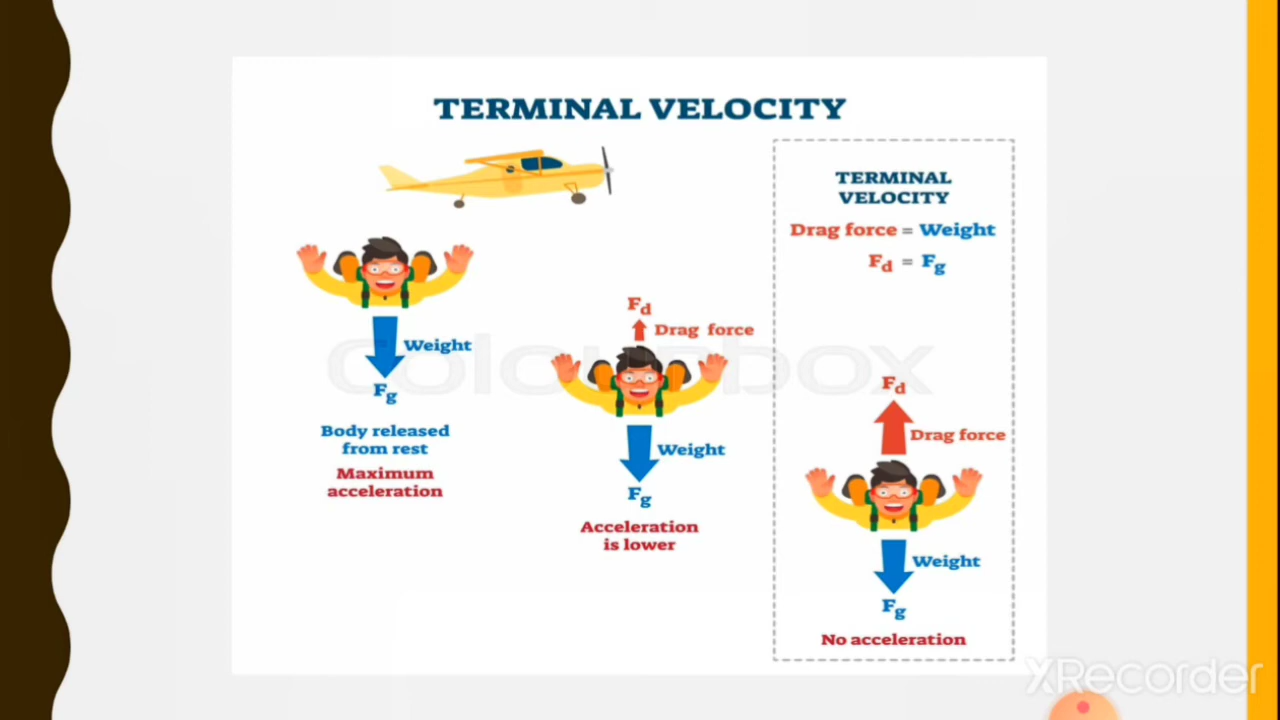 TERMINAL VELOCITY
Weight
Fg
Body released
from rest
Maximum
acceleration
Fd
Drag force
Weight
Fg
Acceleration
is lower
TERMINAL
VELOCITY
Drag force = Weight
Fd = Fg
Fd
Drag force
Weight
Fg
No acceleration
colourbox
XRecorder